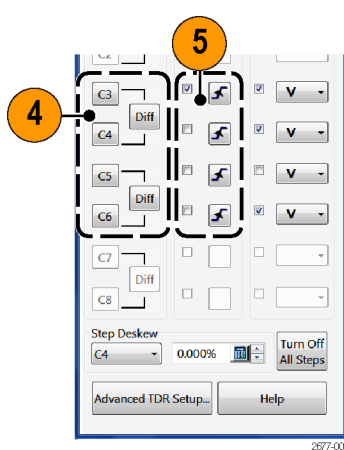 5
4
C2
C3
Diff
V
C4
V
C5
Diff
V
C6
V
C7
Diff
C8
Step Deskew
C4 0.000% Turn Off
All Steps
Advanced TDR Setup... Help
2677-00